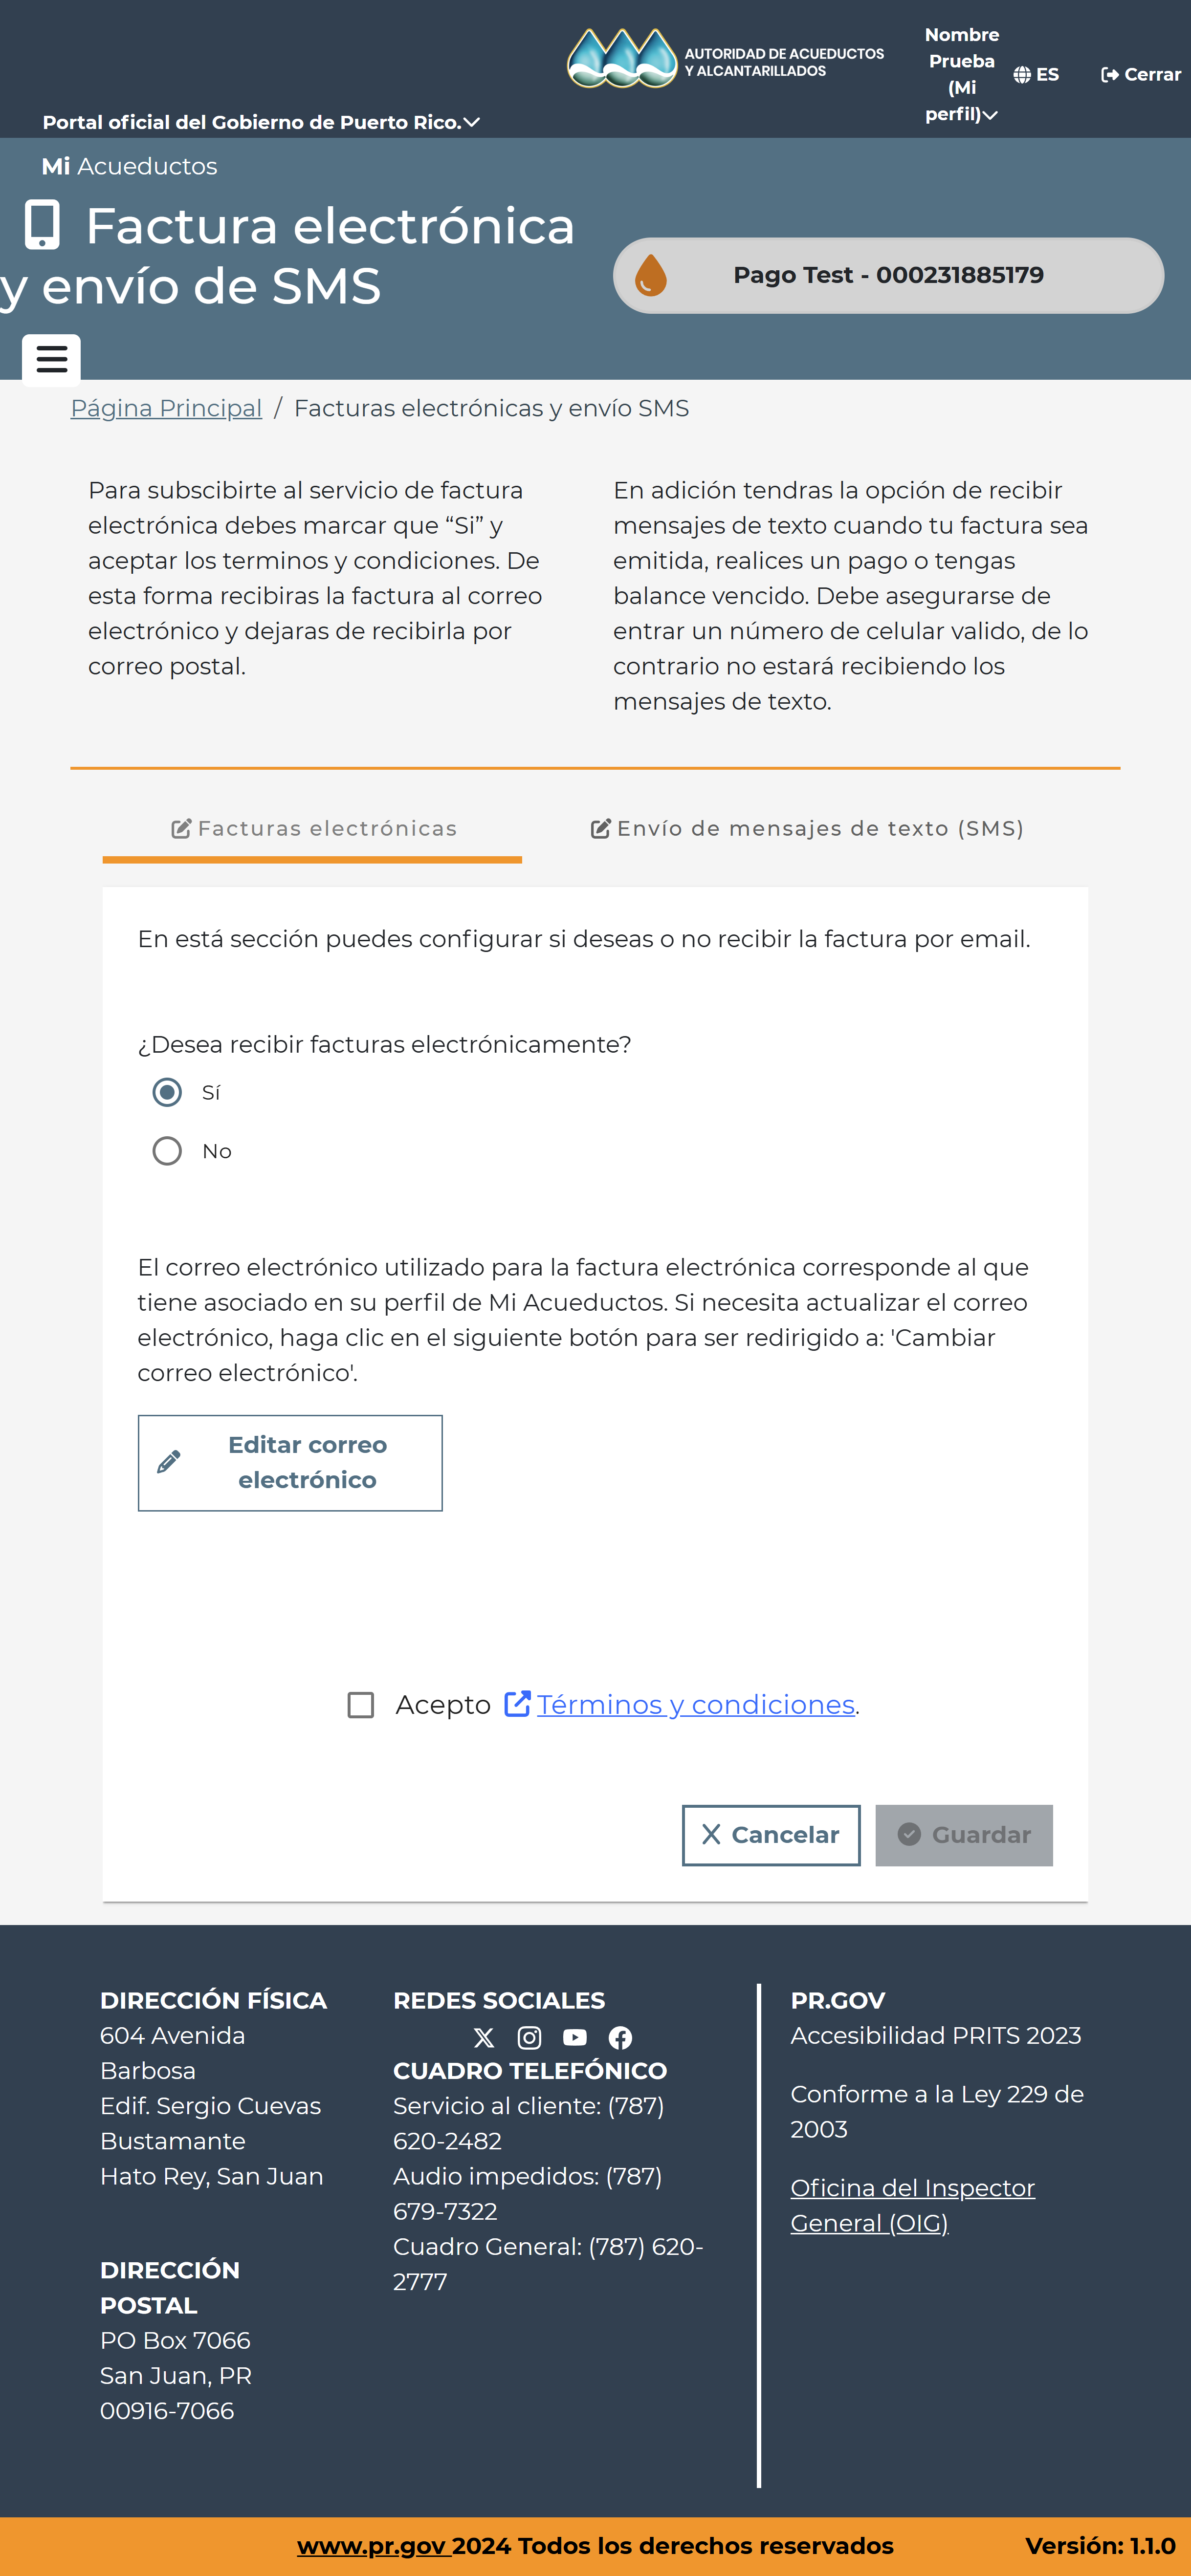 AUTORIDAD DE ACUEDUCTOS
Y ALCANTARILLADOS
Nombre
Prueba
(Mi
perfil)
ES
Cerrar
Portal oficial del Gobierno de Puerto Rico.
Mi Acueductos
Factura electrónica
y envío de SMS
Pago Test - 000231885179
Página Principal / Facturas electrónicas y envío SMS
Para subscibirte al servicio de factura
electrónica debes marcar que “Si” y
aceptar los terminos y condiciones. De
esta forma recibiras la factura al correo
electrónico y dejaras de recibirla por
correo postal.
En adición tendras la opción de recibir
mensajes de texto cuando tu factura sea
emitida, realices un pago o tengas
balance vencido. Debe asegurarse de
entrar un número de celular valido, de lo
contrario no estará recibiendo los
mensajes de texto.
Facturas electrónicas
Envío de mensajes de texto (SMS)
En está sección puedes configurar si deseas o no recibir la factura por email.
¿Desea recibir facturas electrónicamente?
Sí
No
El correo electrónico utilizado para la factura electrónica corresponde al que
tiene asociado en su perfil de Mi Acueductos. Si necesita actualizar el correo
electrónico, haga clic en el siguiente botón para ser redirigido a: 'Cambiar
correo electrónico'.
Editar correo
electrónico
Acepto Términos y condiciones.
Cancelar
Guardar
DIRECCIÓN FÍSICA
604 Avenida
Barbosa
Edif. Sergio Cuevas
Bustamante
Hato Rey, San Juan
DIRECCIÓN
POSTAL
PO Box 7066
San Juan, PR
00916-7066
REDES SOCIALES
CUADRO TELEFÓNICO
Servicio al cliente: (787)
620-2482
Audio impedidos: (787)
679-7322
Cuadro General: (787) 620-
2777
PR.GOV
Accesibilidad PRITS 2023
Conforme a la Ley 229 de
2003
Oficina del Inspector
General (OIG)
www.pr.gov 2024 Todos los derechos reservados
Versión: 1.1.0